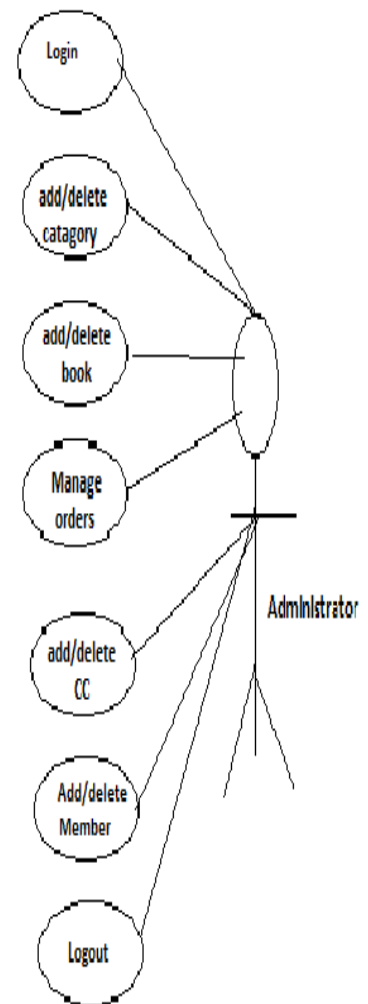 Login
add/delete
catagory
add/delete
book
Manage
orders
Administrator
add/delete
CC
Add/delete
Member
Logout